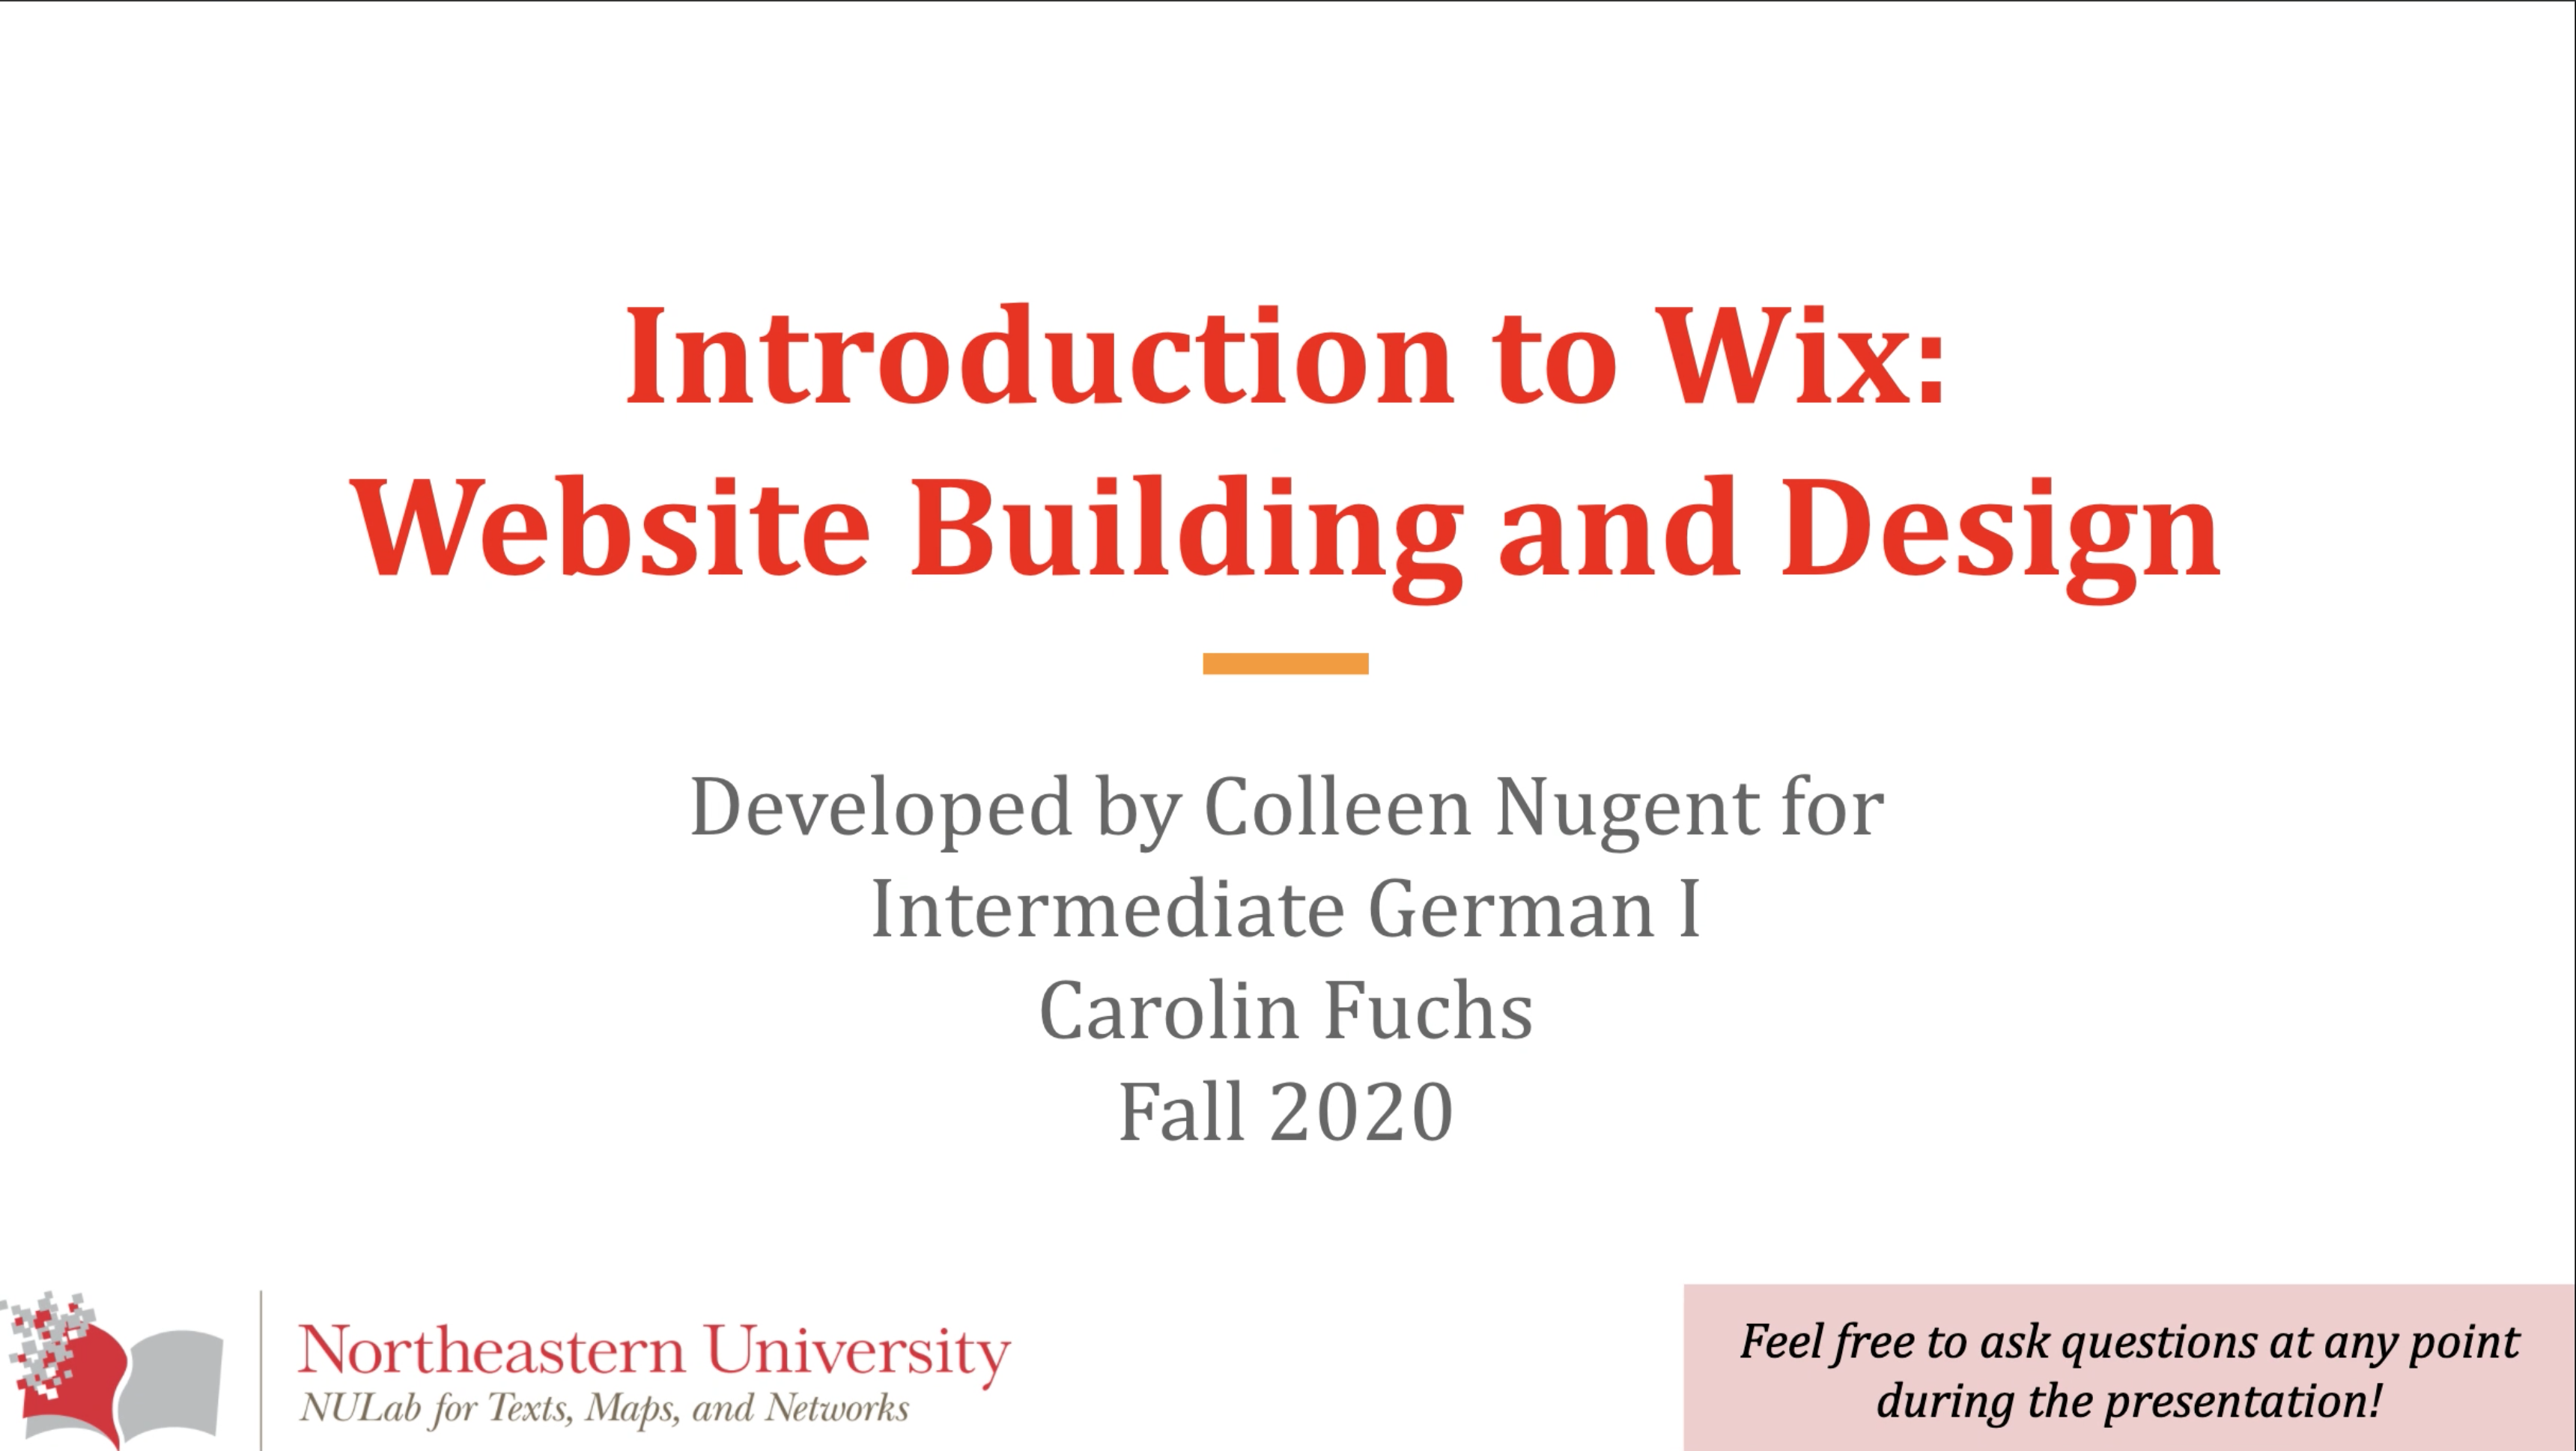 Introduction to Wix:
Website Building and Design
Developed by Colleen Nugent for
Intermediate German I
Carolin Fuchs
Fall 2020
Northeastern University
NULab for Texts, Maps, and Networks
Feel free to ask questions at any point
during the presentation!